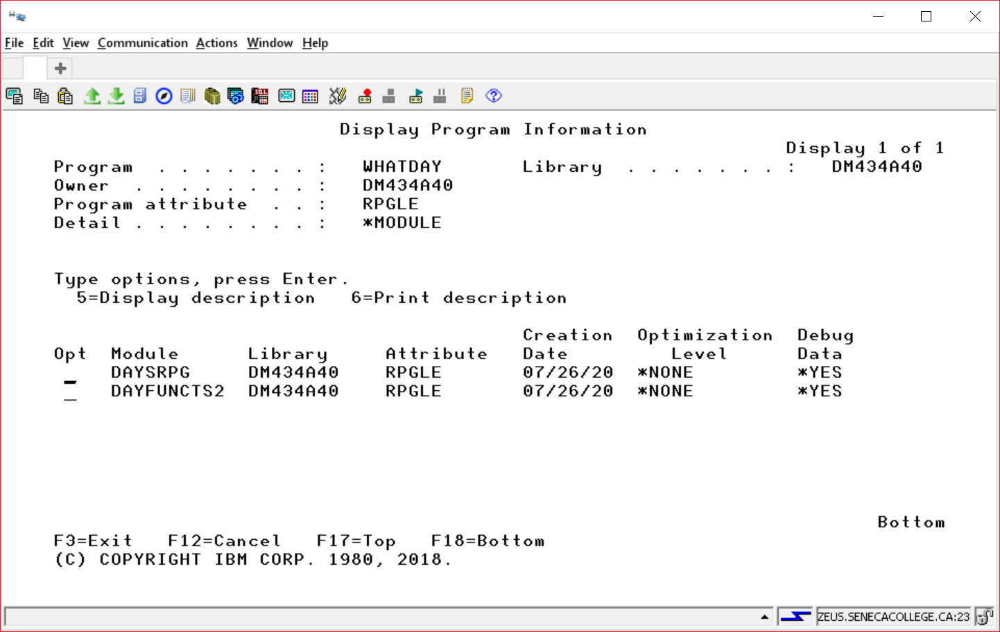 File Edit View Communication Actions Window Help
Display Program Information
Display 1 of 1
Program . . . . . . . : WHATDAY Library . . . . . . . : DM434A40
Owner . . . . . . . . : DM434A40
Program attribute . . : RPGLE
Detail . . . . . . . . : *MODULE
Type options, press Enter.
5=Display description 6=Print description
Creation Optimization Debug
Opt Module Library Attribute Date Level Data
_ DAYSRPG DM434A40 RPGLE 07/26/20 *NONE *YES
_ DAYFUNCTS2 DM434A40 RPGLE 07/26/20 *NONE *YES
Bottom
F3=Exit F12=Cancel F17=Top F18=Bottom
(C) COPYRIGHT IBM CORP. 1980, 2018.
ZEUS.SENECACOLLEGE.CA:23